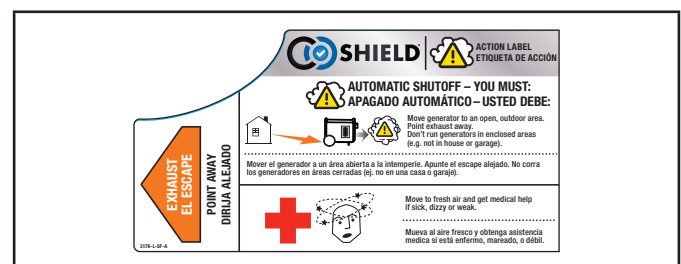 CO SHIELD
ACTION LABEL
ETIQUETA DE ACCIÓN
AUTOMATIC SHUTOFF – YOU MUST:
APAGADO AUTOMÁTICO – USTED DEBE:
Move generator to an open, outdoor area.
Point exhaust away.
Don't run generators in enclosed areas
(e.g. not in house or garage).
Mover el generador a un área abierta a la intemperie. Apunte el escape alejado. No corra
los generadores en áreas cerradas (ej. no en una casa o garaje).
Move to fresh air and get medical help
if sick, dizzy or weak.
Mueva al aire fresco y obtenga asistencia
medica si está enfermo, mareado, o débil.
EXHAUST
EL ESCAPE
POINT AWAY
DIRIJA ALEJADO
3176-L-SF-A